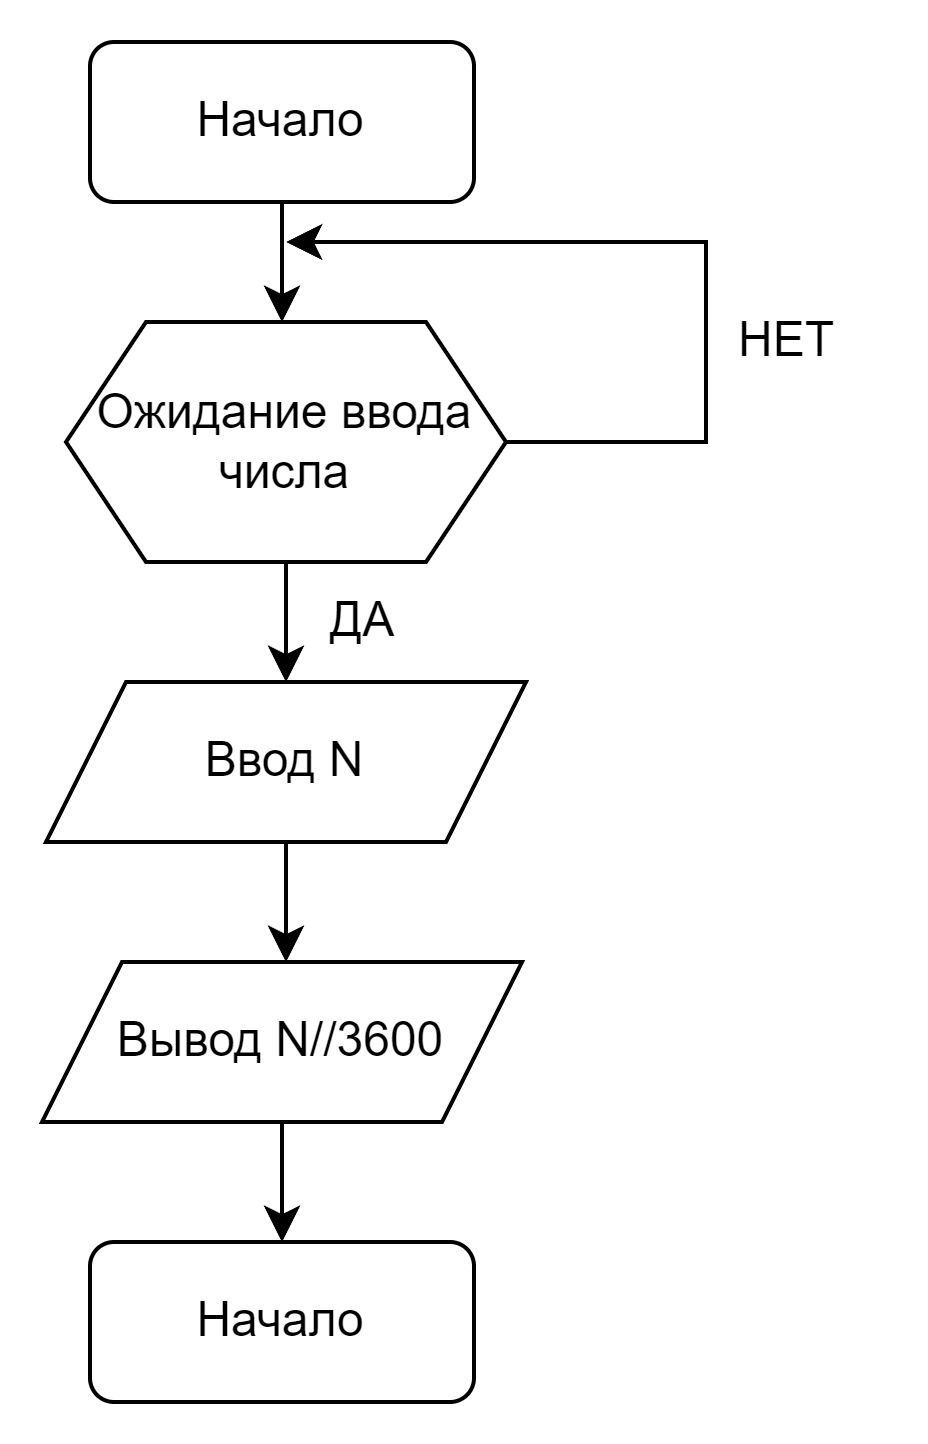 Начало
НЕТ
Ожидание ввода
числа
ДА
Ввод N
Вывод N//3600
Начало